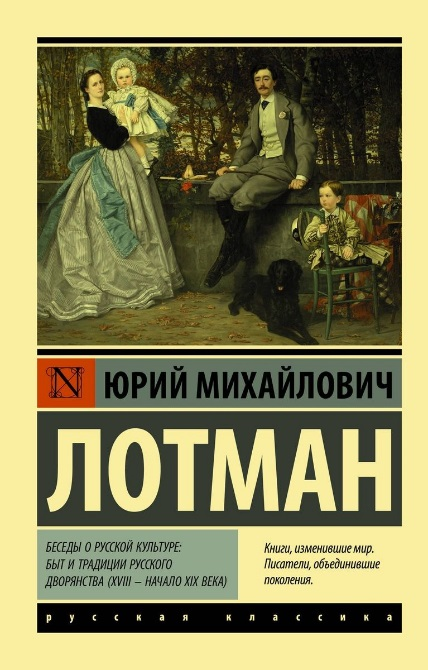 N
ЮРИЙ МИХАЙЛОВИЧ
ЛОТМАН
БЕСЕДЫ О РУССКОЙ КУЛЬТУРЕ:
БЫТ И ТРАДИЦИИ РУССКОГО
ДВОРЯНСТВА (XVIII – НАЧАЛО XIX ВЕКА)
Книги, изменившие мир.
Писатели, объединившие
поколения.
русская классика